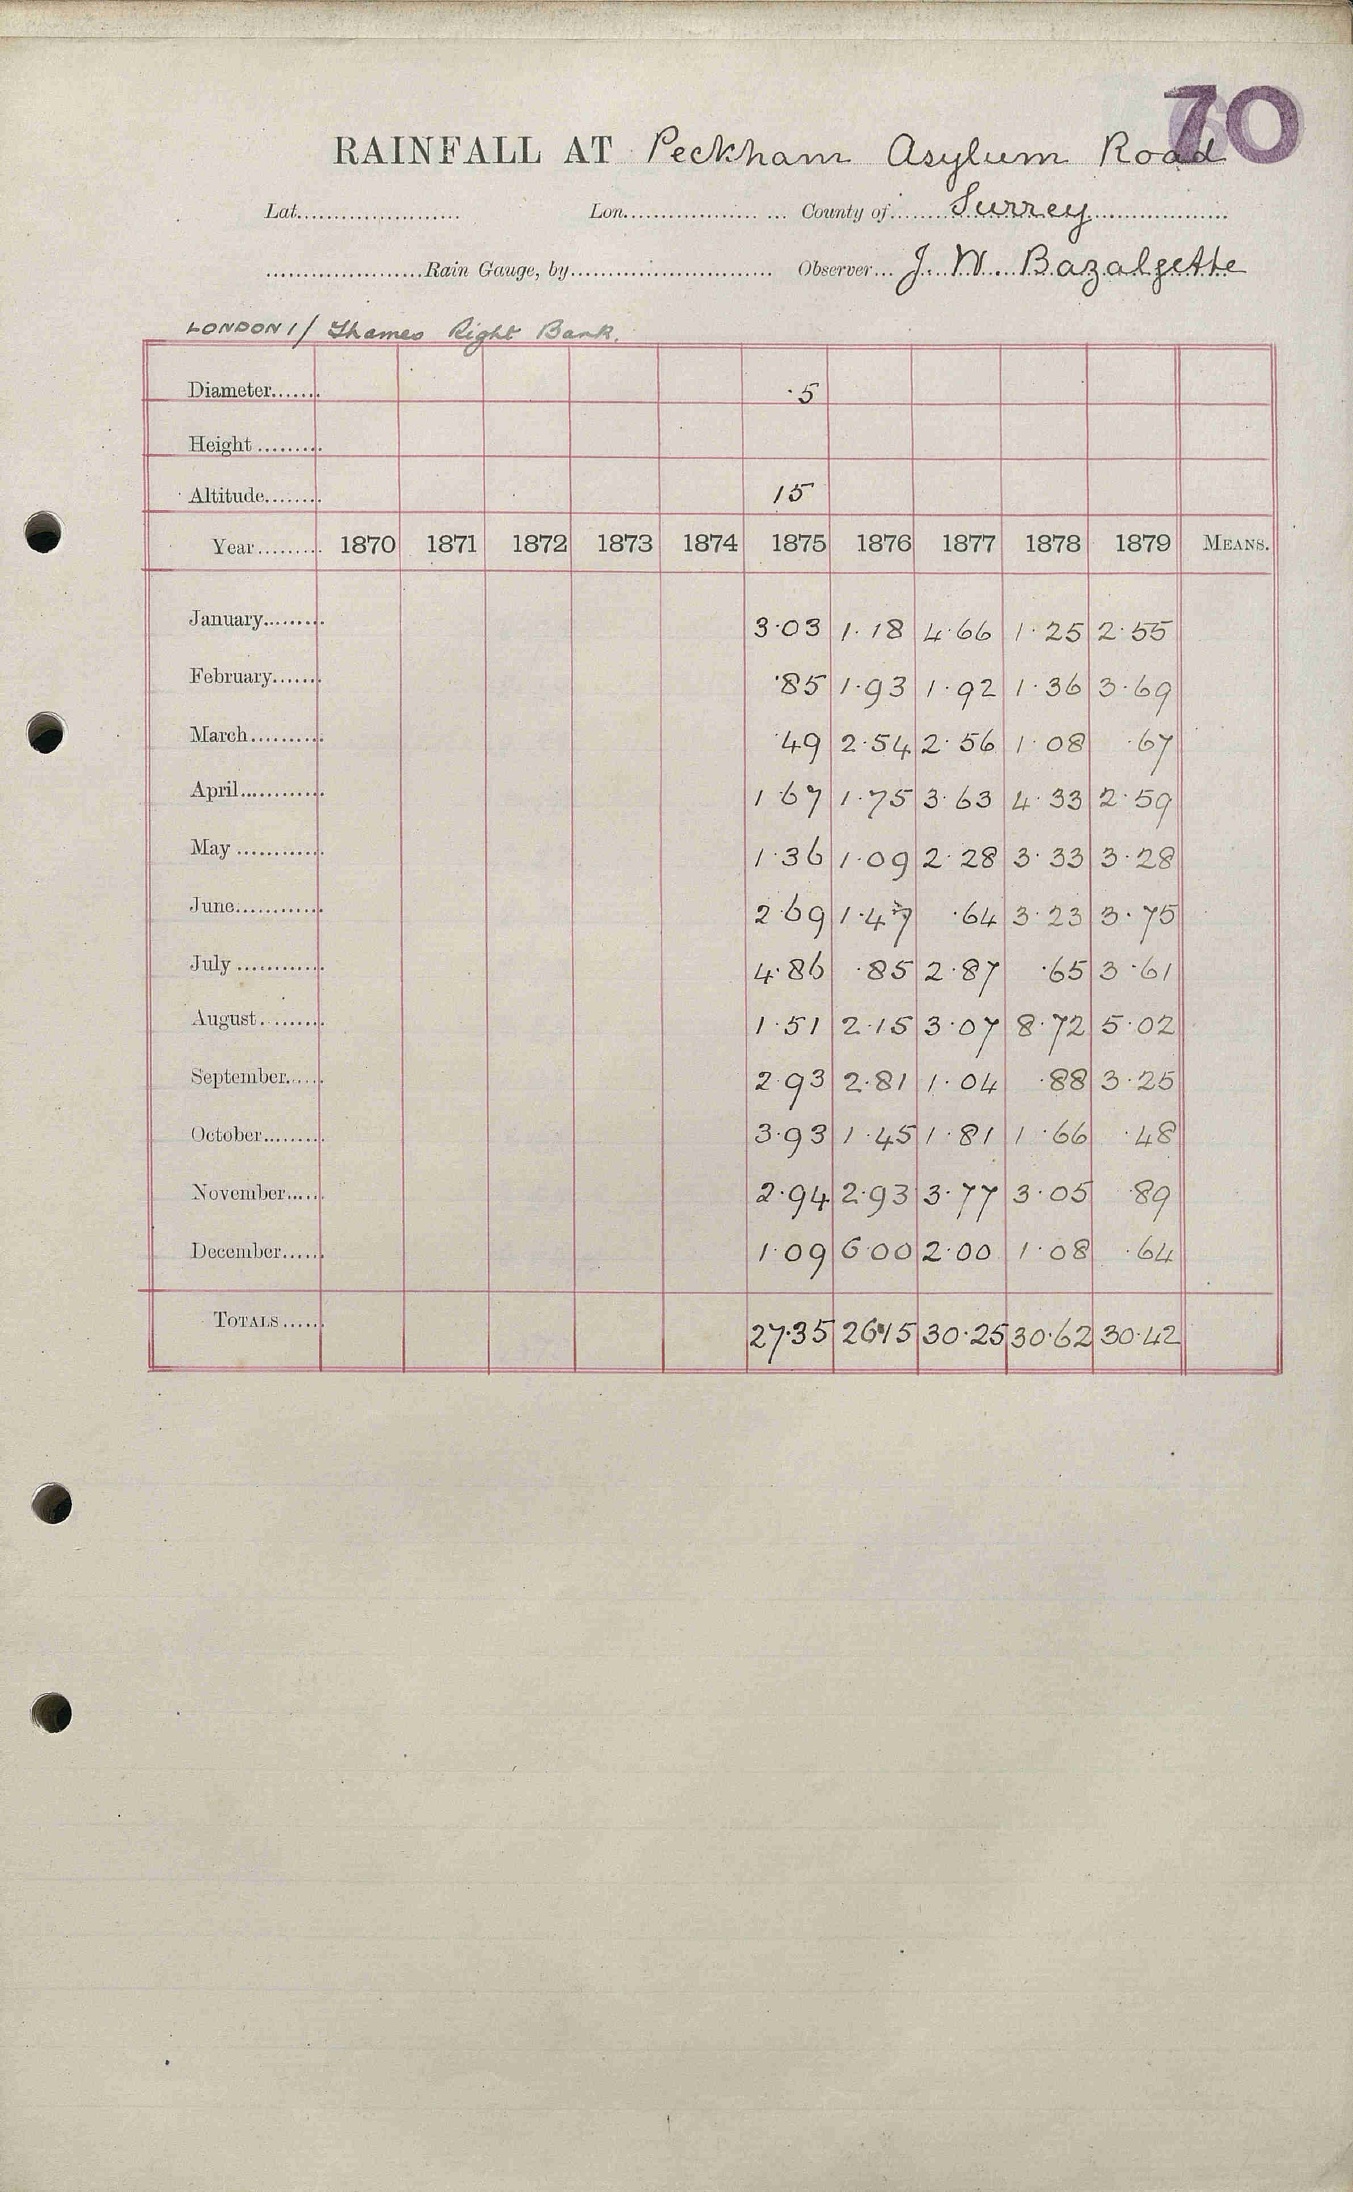 70
RAINFALL AT Peckham Asylum Road
Lat. Lon. County of Surrey
Rain Gauge, by Observer J. W. Bazalgette
LONDON 1/ Thames Right Bank.
Diameter ·5
Height
Altitude 15
Year 1870 1871 1872 1873 1874 1875 1876 1877 1878 1879 MEANS.
January 3·03 1·18 4·66 1·25 2·55
February ·85 1·93 1·92 1·36 3·69
March ·49 2·54 2·56 1·08 ·67
April 1·67 1·75 3·63 4·33 2·59
May 1·36 1·09 2·28 3·33 3·28
June 2·69 1·47 ·64 3·23 3·75
July 4·86 ·85 2·87 ·65 3·61
August 1·51 2·15 3·07 8·72 5·02
September 2·93 2·81 1·04 ·88 3·25
October 3·93 1·45 1·81 1·66 ·48
November 2·94 2·93 3·77 3·05 ·89
December 1·09 6·00 2·00 1·08 ·64
TOTALS 27·35 26·15 30·25 30·62 30·42